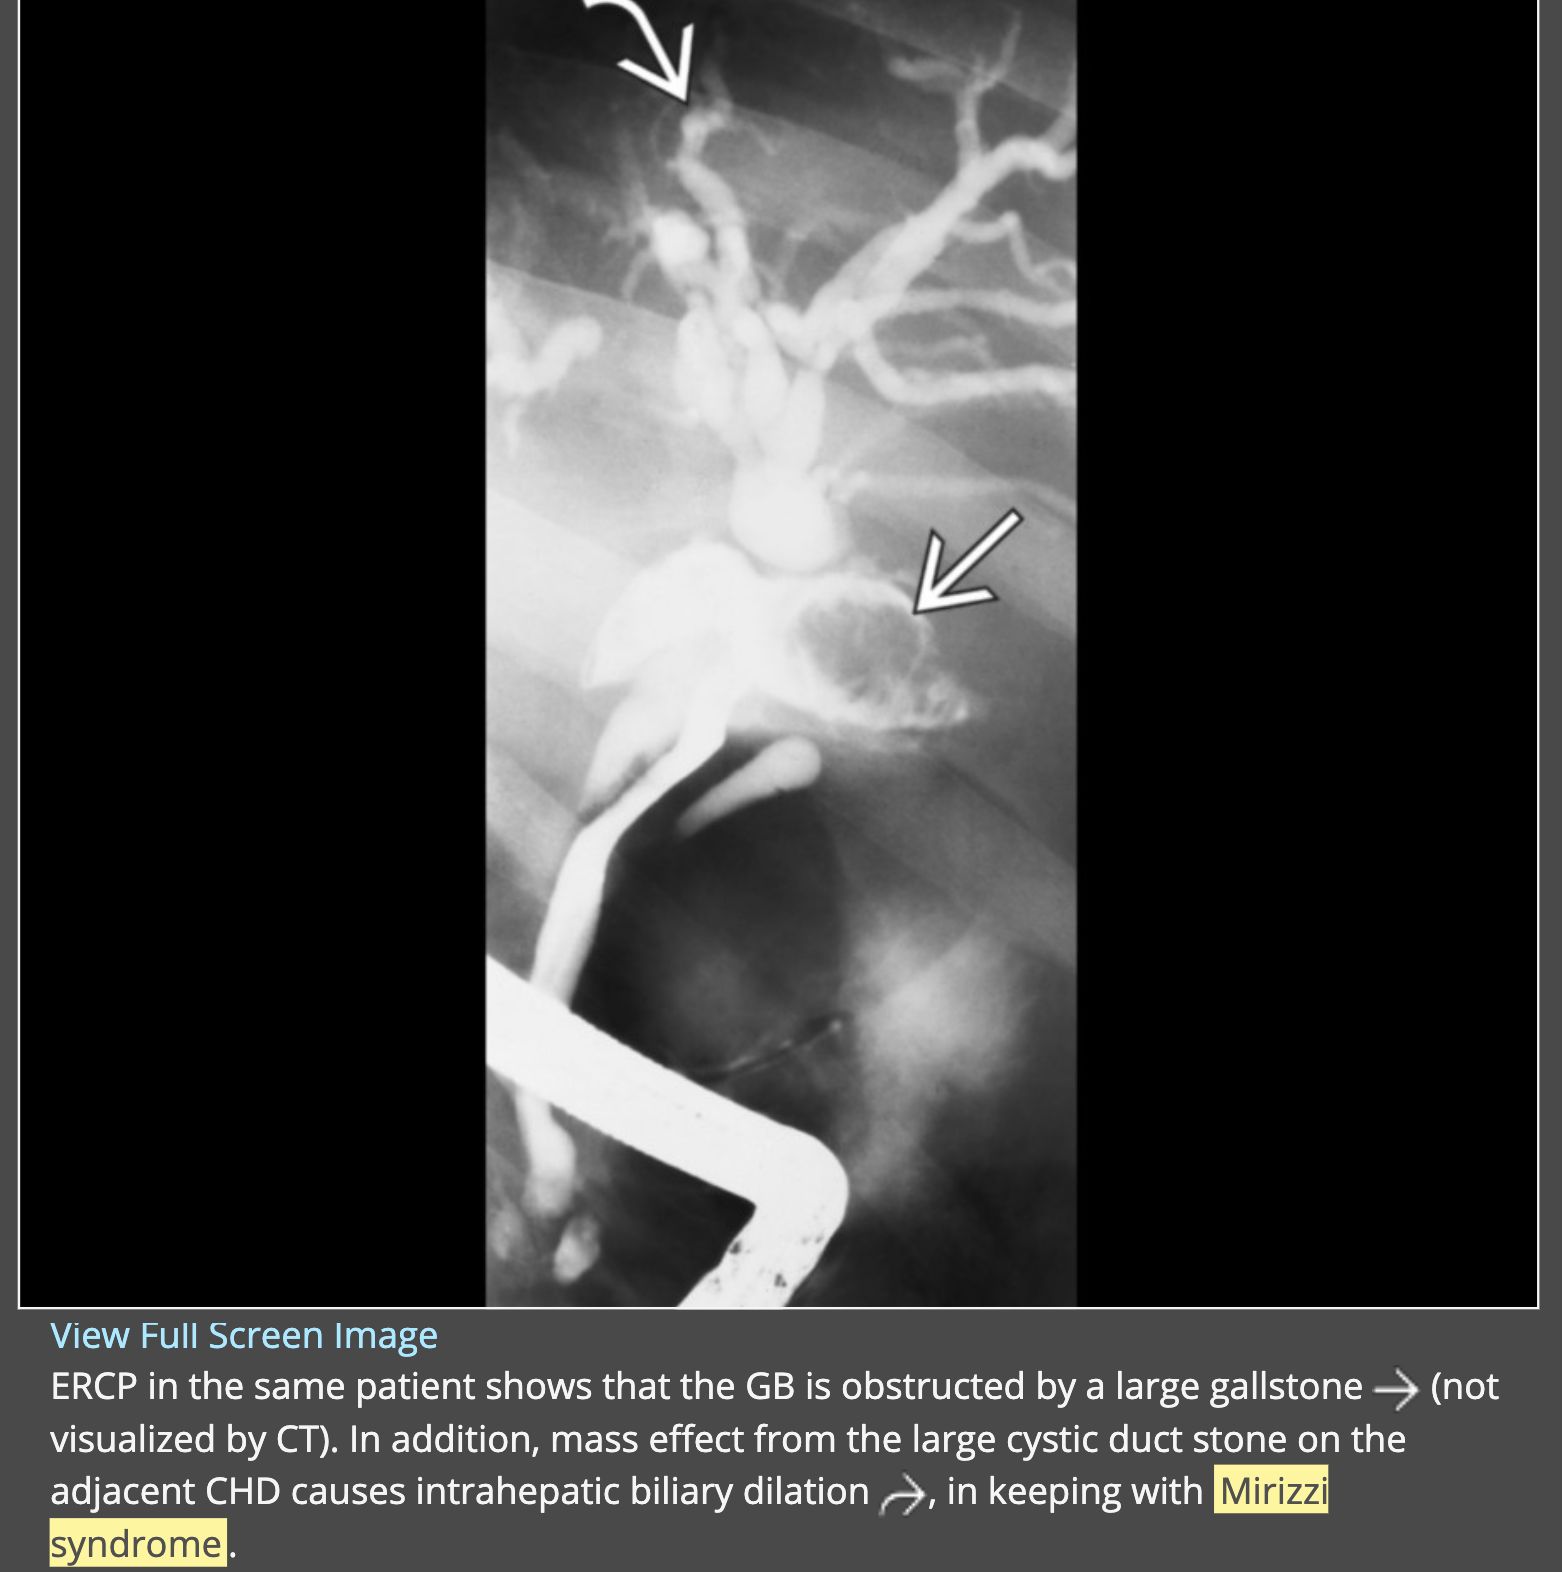 View Full Screen Image
ERCP in the same patient shows that the GB is obstructed by a large gallstone → (not
visualized by CT). In addition, mass effect from the large cystic duct stone on the
adjacent CHD causes intrahepatic biliary dilation ↷, in keeping with Mirizzi
syndrome.